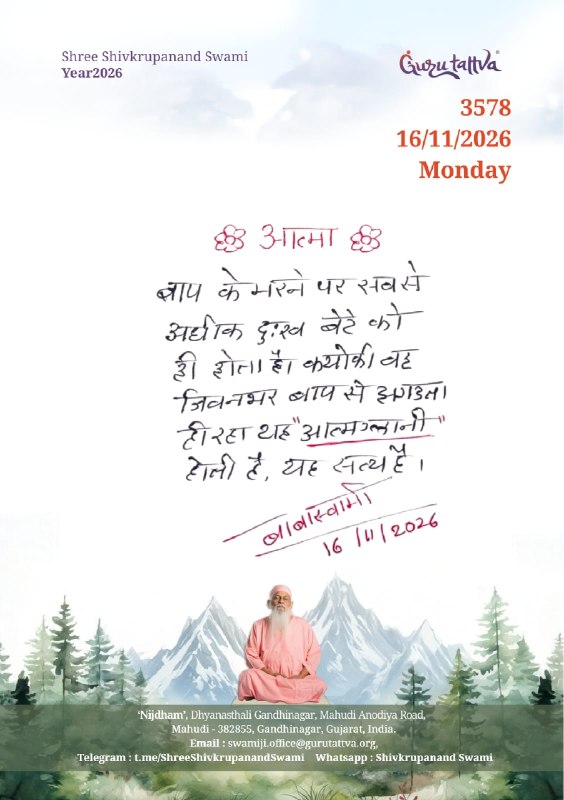 Shree Shivkrupanand Swami
Year2026
Gurutattva
3578
16/11/2026
Monday
आत्मा
बाप के मरने पर सबसे
अधीक दुःख बेटे को
ही होता है। क्योकी वह
जिवनभर बाप से झगडता
ही रहा यह "आत्मग्लानी"
होती है, यह सत्य है।
बाबास्वामी
16/11/2026
'Nijdham', Dhyanasthali Gandhinagar, Mahudi Anodiya Road,
Mahudi - 382855, Gandhinagar, Gujarat, India.
Email : swamiji.office@gurutattva.org,
Telegram : t.me/ShreeShivkrupanandSwami Whatsapp : Shivkrupanand Swami